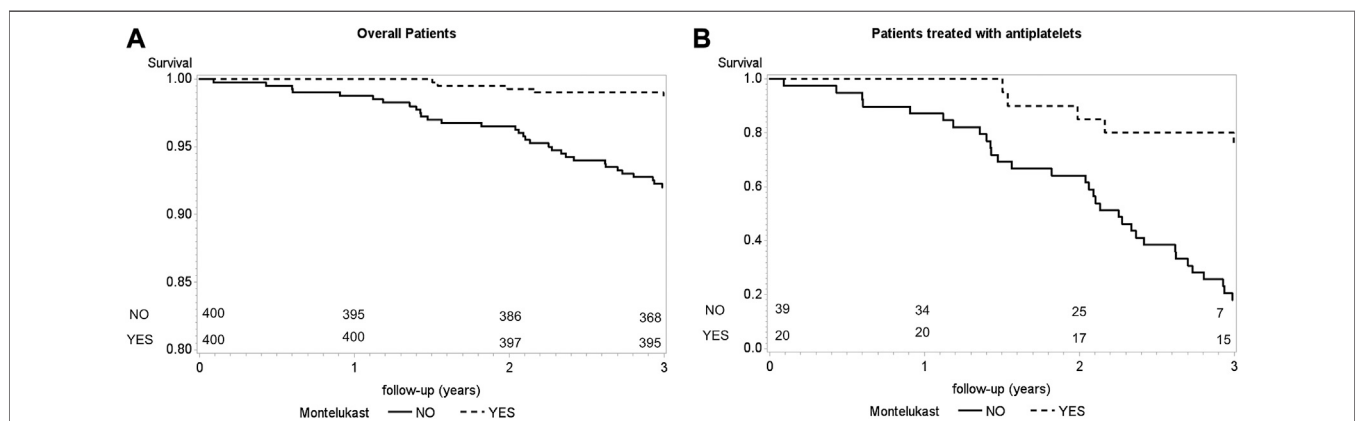 A
Overall Patients
Survival
1.00
0.95
0.90
0.85
0.80
NO 400 395 386 368
YES 400 400 397 395
0 1 2 3
follow-up (years)
Montelukast NO YES
B
Patients treated with antiplatelets
Survival
1.0
0.8
0.6
0.4
0.2
0.0
NO 39 34 25 7
YES 20 20 17 15
0 1 2 3
follow-up (years)
Montelukast NO YES